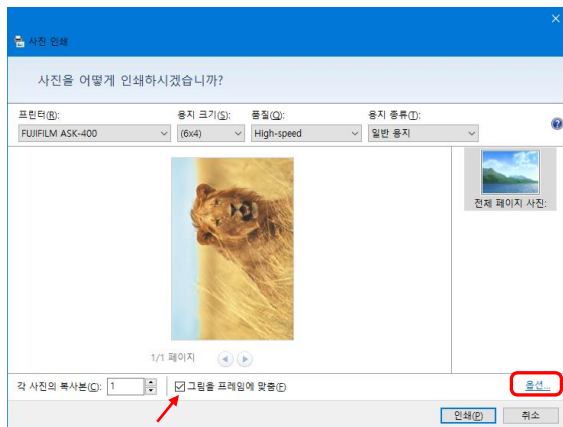 사진 인쇄
사진을 어떻게 인쇄하시겠습니까?
프린터(R): 용지 크기(S): 품질(Q): 용지 종류(T):
FUJIFILM ASK-400 (6x4) High-speed 일반 용지
전체 페이지 사진:
1/1 페이지
각 사진의 복사본(C): 1 그림을 프레임에 맞춤(F) 옵션...
인쇄(P) 취소